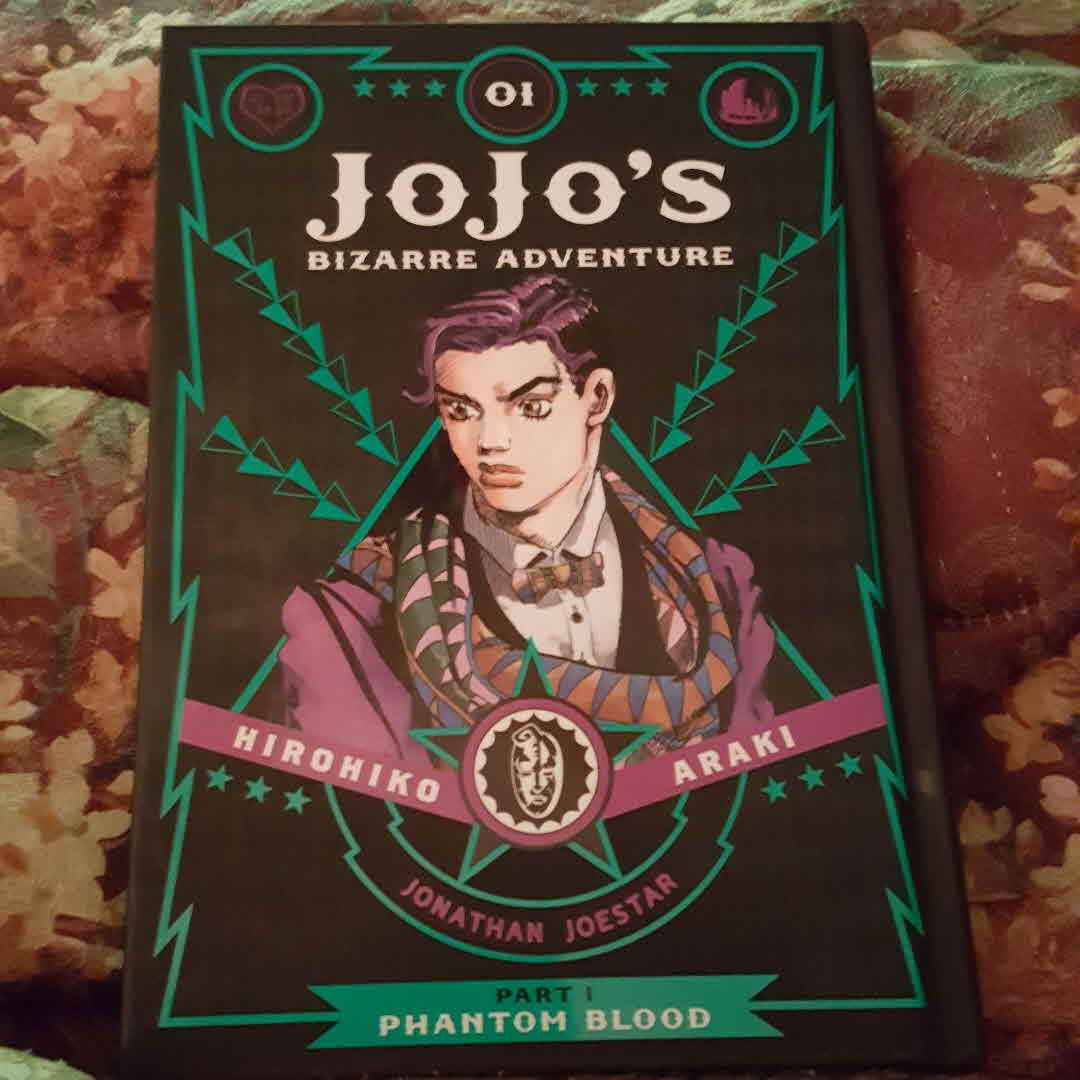 01
JoJo's
BIZARRE ADVENTURE
HIROHIKO ARAKI
JONATHAN JOESTAR
PART 1
PHANTOM BLOOD